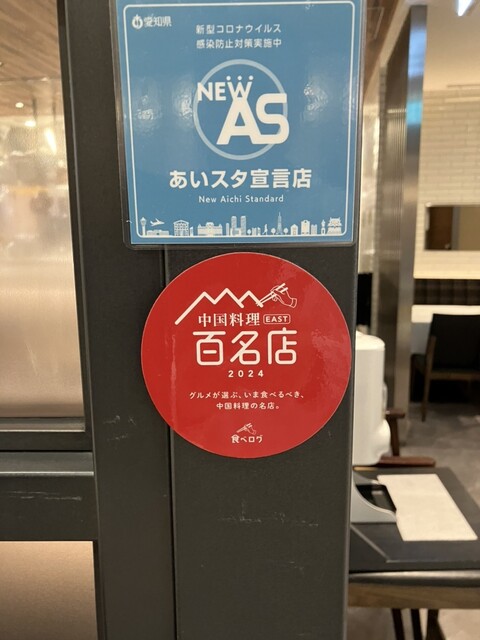 愛知県
新型コロナウイルス
感染防止対策実施中
NEW
AS
あいスタ宣言店
New Aichi Standard
中国料理 EAST
百名店
2024
グルメが選ぶ、いま食べるべき、
中国料理の名店。
食べログ